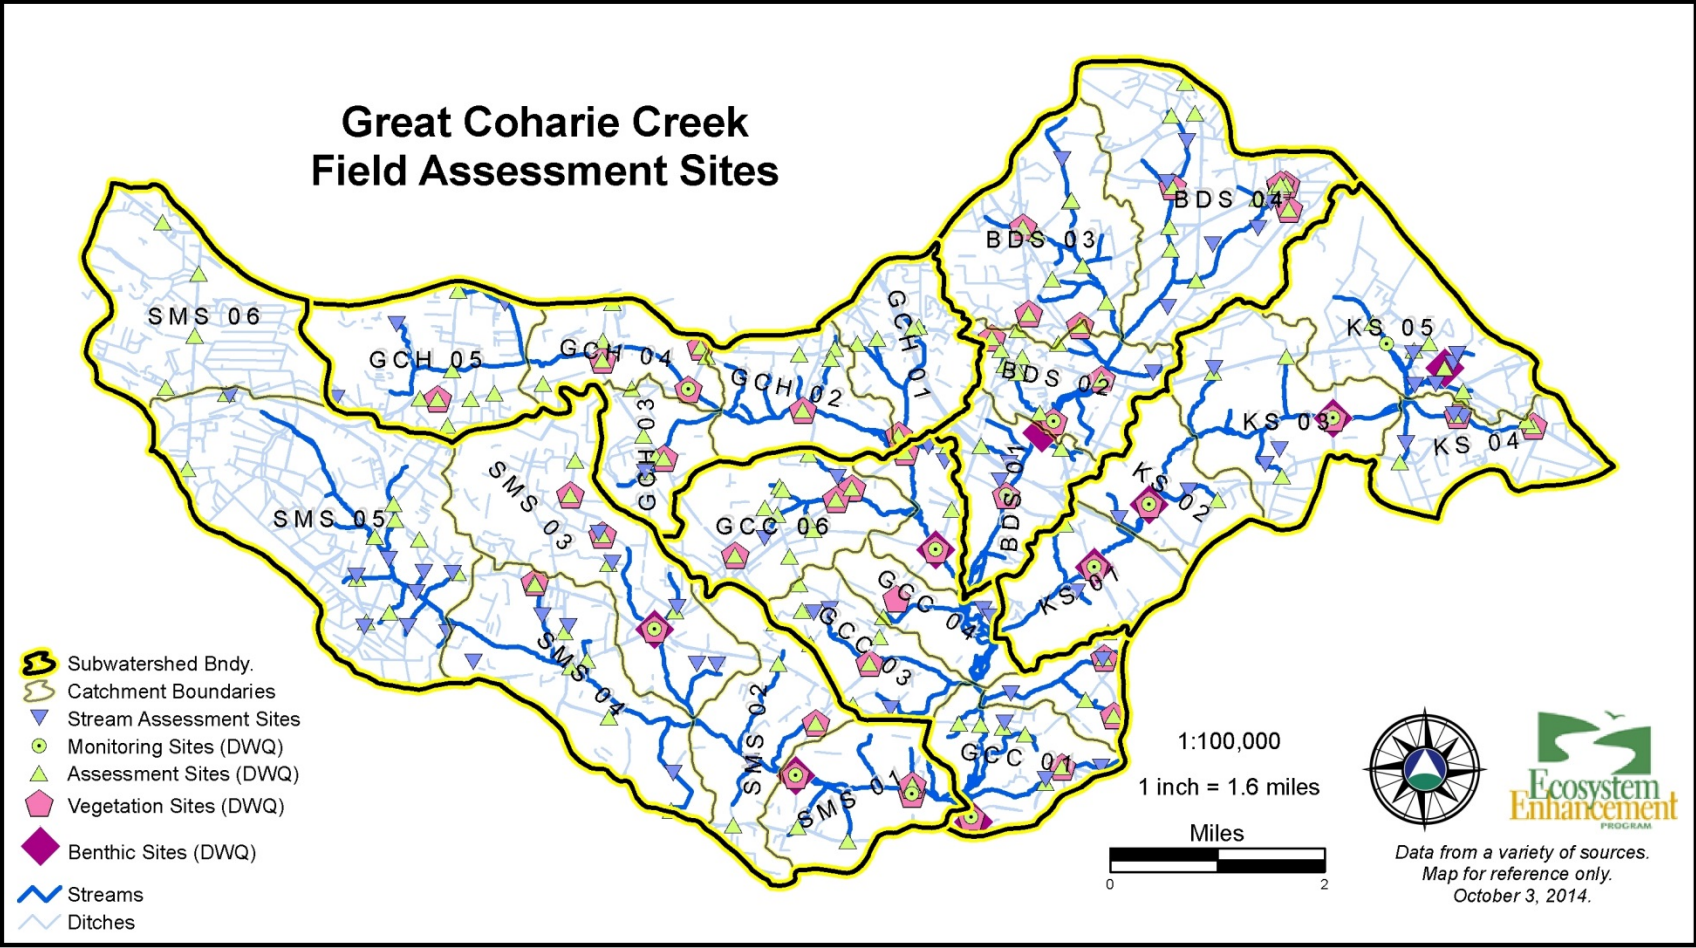 Great Coharie Creek
Field Assessment Sites
BDS 04
BDS 03
SMS 06
GCH 01
KS 05
GCH 05
GCH 04
GCH 02
BDS 02
GCH 03
KS 03
KS 04
SMS 03
KS 02
SMS 05
GCC 06
BDS 01
KS 01
GCC 04
GCC 03
SMS 04
SMS 02
GCC 01
SMS 01
Subwatershed Bndy.
Catchment Boundaries
Stream Assessment Sites
Monitoring Sites (DWQ)
Assessment Sites (DWQ)
Vegetation Sites (DWQ)
Benthic Sites (DWQ)
Streams
Ditches
1:100,000
1 inch = 1.6 miles
Miles
0 2
Ecosystem
Enhancement
PROGRAM
Data from a variety of sources.
Map for reference only.
October 3, 2014.